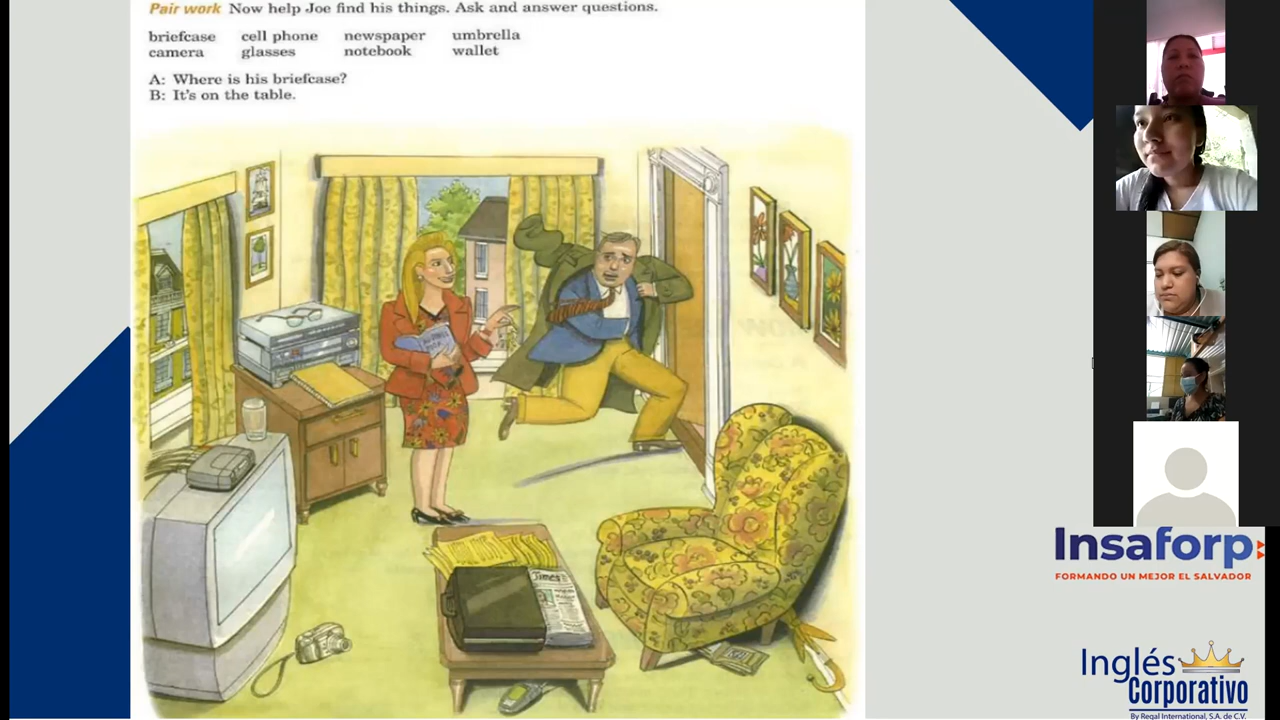 Pair work Now help Joe find his things. Ask and answer questions.
briefcase cell phone newspaper umbrella
camera glasses notebook wallet
A: Where is his briefcase?
B: It's on the table.
Times
Insaforp
FORMANDO UN MEJOR EL SALVADOR
Inglés
Corporativo
By Regal International, S.A. de C.V.